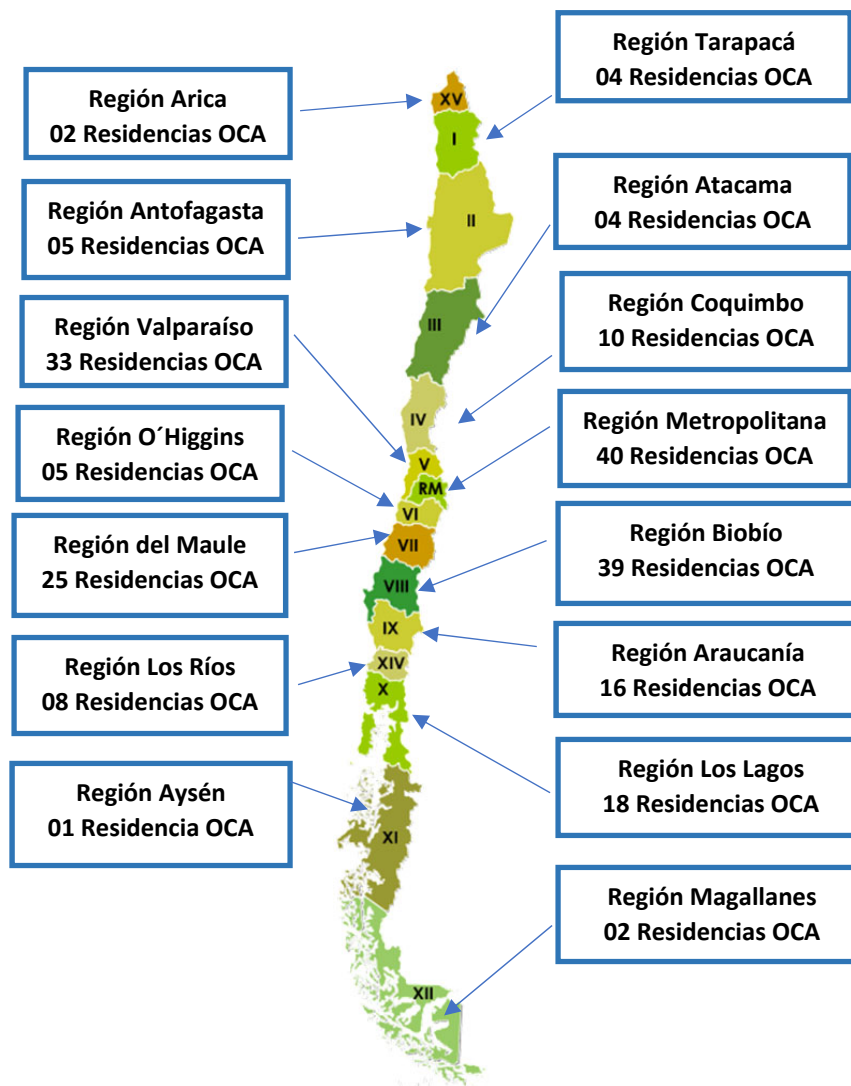 Región Tarapacá
04 Residencias OCA
Región Arica
02 Residencias OCA
XV
I
Región Atacama
04 Residencias OCA
Región Antofagasta
05 Residencias OCA
II
Región Coquimbo
10 Residencias OCA
Región Valparaíso
33 Residencias OCA
III
Región Metropolitana
40 Residencias OCA
IV
Región O´Higgins
05 Residencias OCA
V
RM
VI
Región del Maule
25 Residencias OCA
VII
Región Biobío
39 Residencias OCA
VIII
IX
Región Araucanía
16 Residencias OCA
Región Los Ríos
08 Residencias OCA
XIV
X
Región Los Lagos
18 Residencias OCA
Región Aysén
01 Residencia OCA
XI
Región Magallanes
02 Residencias OCA
XII